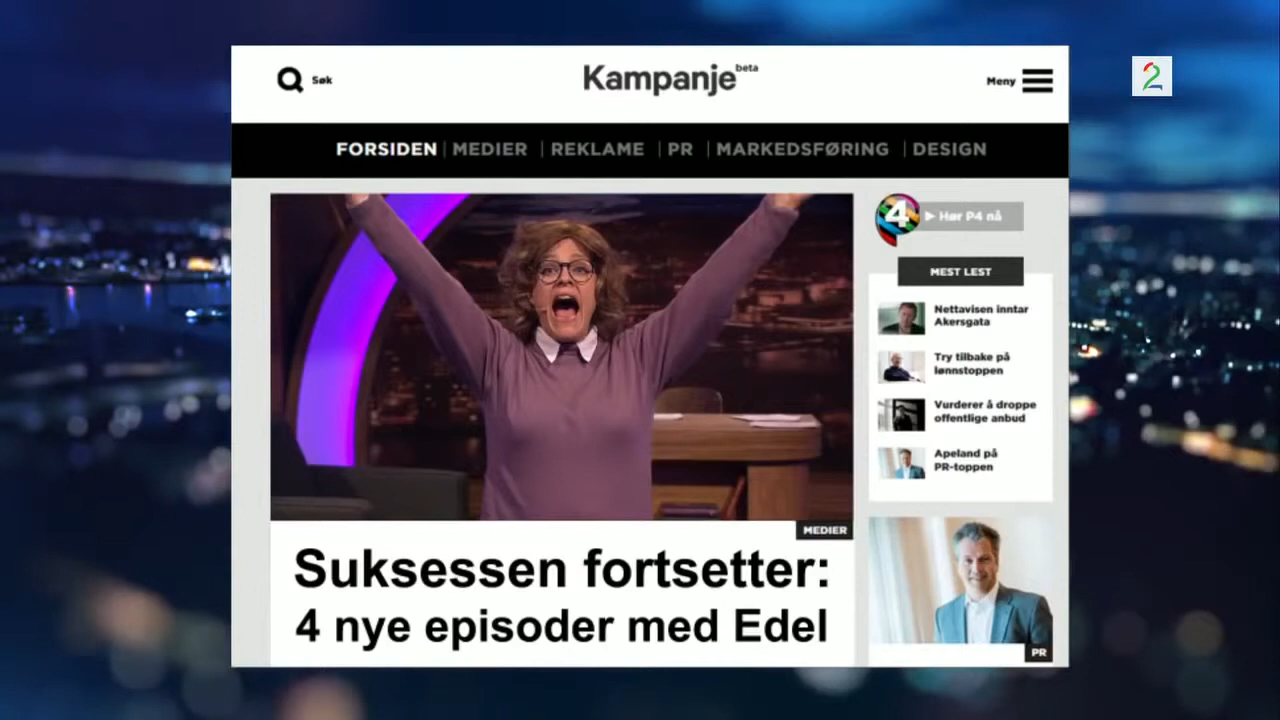 Søk
Kampanje beta
Meny
2
FORSIDEN | MEDIER | REKLAME | PR | MARKEDSFØRING | DESIGN
4
Hør P4 nå
MEST LEST
Nettavisen inntar
Akersgata
Try tilbake på
lønnstoppen
Vurderer å droppe
offentlige anbud
Apeland på
PR-toppen
MEDIER
Suksessen fortsetter:
4 nye episoder med Edel
PR